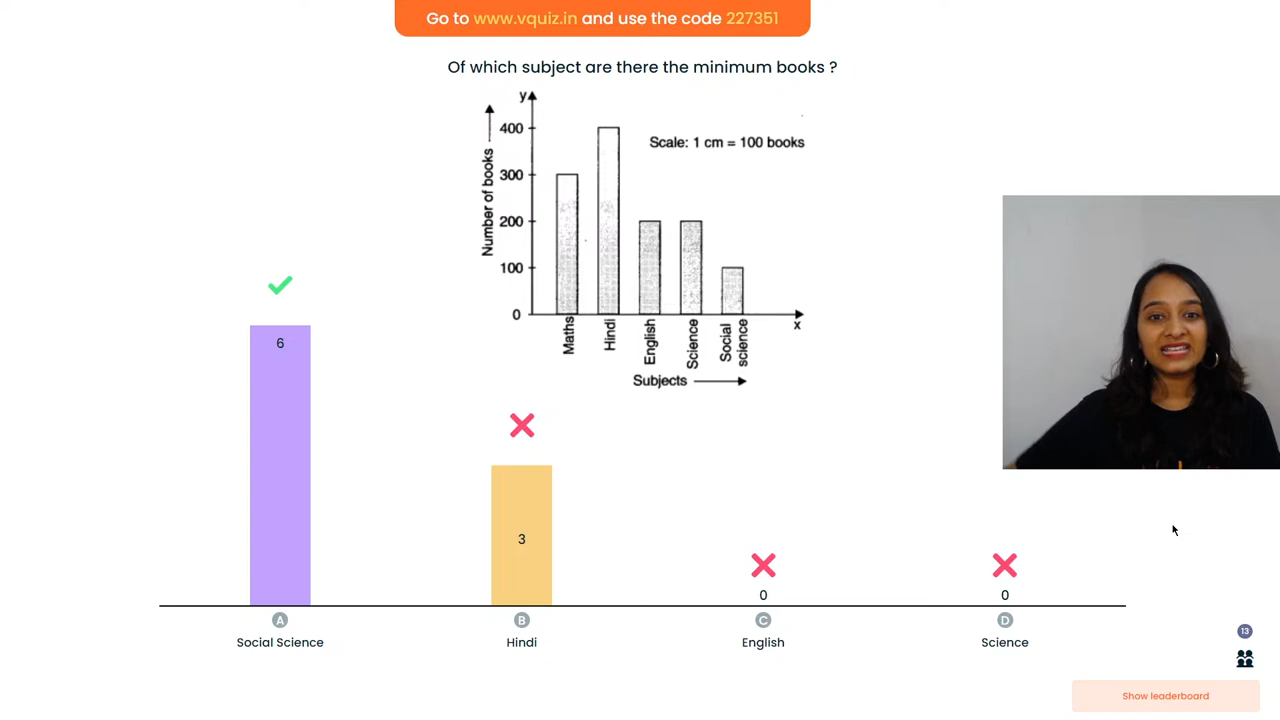 Go to www.vquiz.in and use the code 227351
Of which subject are there the minimum books ?
y
Number of books
400
300
200
100
0
Scale: 1 cm = 100 books
x
Maths
Hindi
English
Science
Social
science
Subjects
6
3
0
0
A
B
C
D
Social Science
Hindi
English
Science
13
Show leaderboard